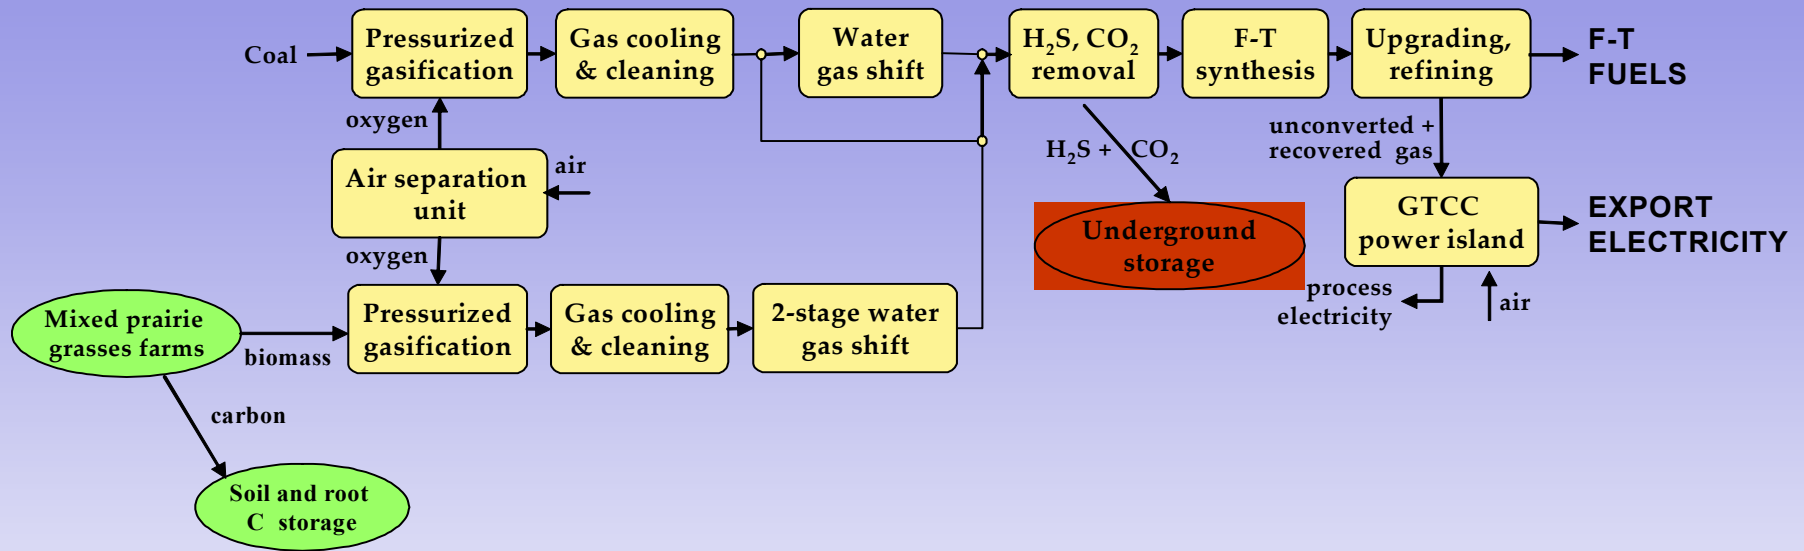 Coal
Pressurized
gasification
Gas cooling
& cleaning
Water
gas shift
H₂S, CO₂
removal
F-T
synthesis
Upgrading,
refining
F-T
FUELS
oxygen
unconverted +
recovered gas
H₂S +
CO₂
Air separation
unit
air
Underground
storage
GTCC
power island
EXPORT
ELECTRICITY
oxygen
process
electricity
air
Mixed prairie
grasses farms
biomass
Pressurized
gasification
Gas cooling
& cleaning
2-stage water
gas shift
carbon
Soil and root
C storage